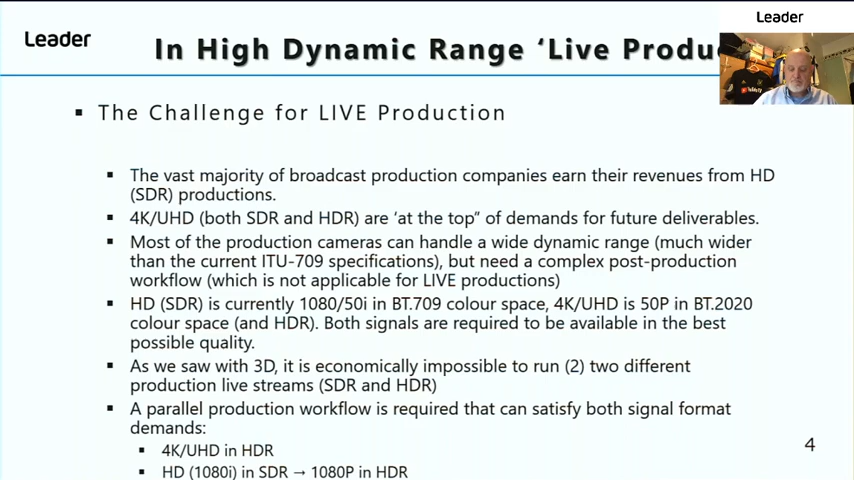 Leader
Leader
In High Dynamic Range ‘Live Produ
▪ The Challenge for LIVE Production
▪ The vast majority of broadcast production companies earn their revenues from HD
(SDR) productions.
▪ 4K/UHD (both SDR and HDR) are ‘at the top” of demands for future deliverables.
▪ Most of the production cameras can handle a wide dynamic range (much wider
than the current ITU-709 specifications), but need a complex post-production
workflow (which is not applicable for LIVE productions)
▪ HD (SDR) is currently 1080/50i in BT.709 colour space, 4K/UHD is 50P in BT.2020
colour space (and HDR). Both signals are required to be available in the best
possible quality.
▪ As we saw with 3D, it is economically impossible to run (2) two different
production live streams (SDR and HDR)
▪ A parallel production workflow is required that can satisfy both signal format
demands:
▪ 4K/UHD in HDR
▪ HD (1080i) in SDR → 1080P in HDR
4